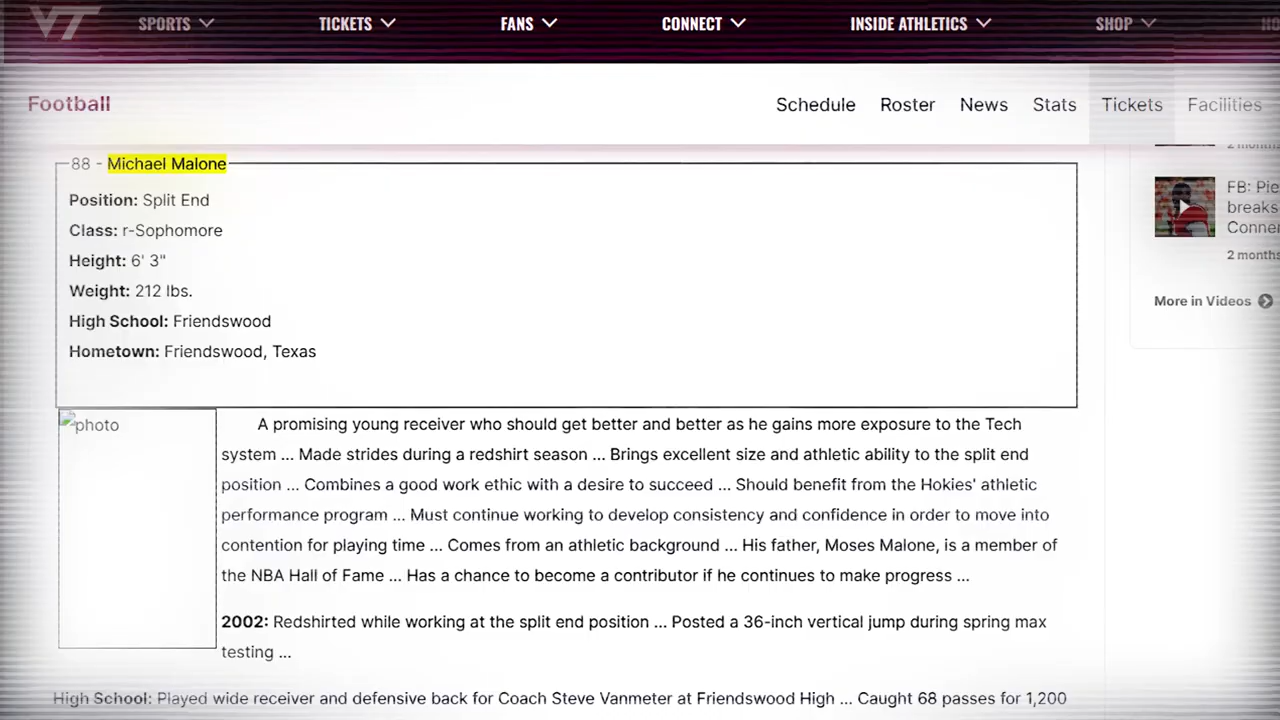 VT SPORTS TICKETS FANS CONNECT INSIDE ATHLETICS SHOP
Football Schedule Roster News Stats Tickets Facilities
88 - Michael Malone
Position: Split End
Class: r-Sophomore
Height: 6' 3"
Weight: 212 lbs.
High School: Friendswood
Hometown: Friendswood, Texas
photo
A promising young receiver who should get better and better as he gains more exposure to the Tech
system ... Made strides during a redshirt season ... Brings excellent size and athletic ability to the split end
position ... Combines a good work ethic with a desire to succeed ... Should benefit from the Hokies' athletic
performance program ... Must continue working to develop consistency and confidence in order to move into
contention for playing time ... Comes from an athletic background ... His father, Moses Malone, is a member of
the NBA Hall of Fame ... Has a chance to become a contributor if he continues to make progress ...
2002: Redshirted while working at the split end position ... Posted a 36-inch vertical jump during spring max
testing ...
High School: Played wide receiver and defensive back for Coach Steve Vanmeter at Friendswood High ... Caught 68 passes for 1,200
2 months
FB: Pie
breaks
Conner
2 months
More in Videos